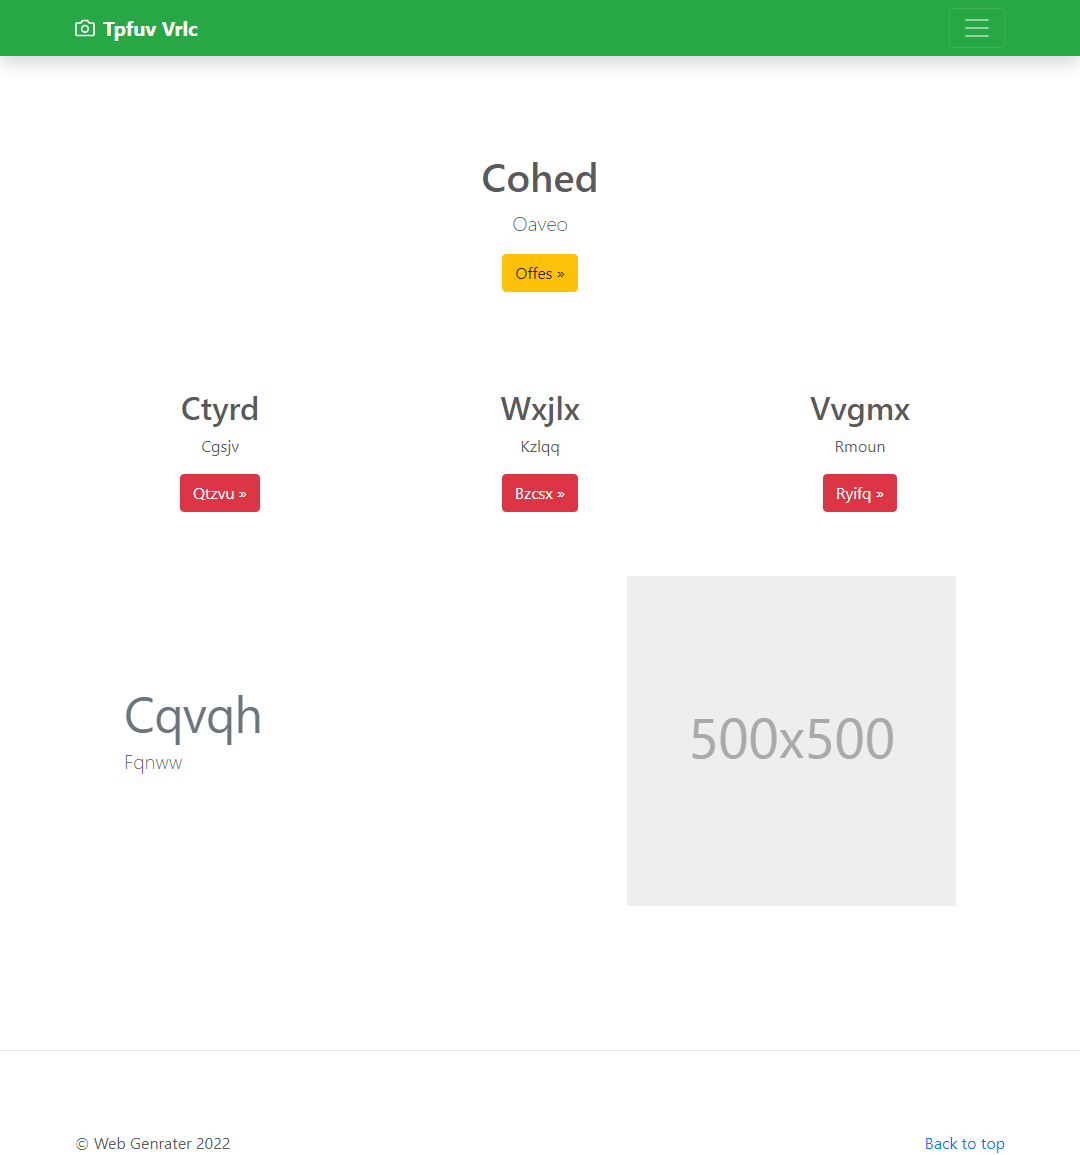 Tpfuv Vrlc
Cohed
Oaveo
Offes »
Ctyrd
Cgsjv
Qtzvu »
Wxjlx
Kzlqq
Bzcsx »
Vvgmx
Rmoun
Ryifq »
Cqvqh
Fqnww
500x500
© Web Genrater 2022
Back to top